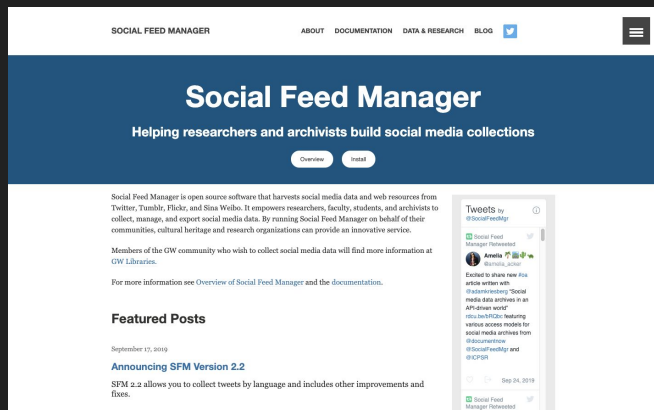 SOCIAL FEED MANAGER
ABOUT DOCUMENTATION DATA & RESEARCH BLOG
Social Feed Manager
Helping researchers and archivists build social media collections
Overview Install
Social Feed Manager is open source software that harvests social media data and web resources from
Twitter, Tumblr, Flickr, and Sina Weibo. It empowers researchers, faculty, students, and archivists to
collect, manage, and export social media data. By running Social Feed Manager on behalf of their
communities, cultural heritage and research organizations can provide an innovative service.
Members of the GW community who wish to collect social media data will find more information at
GW Libraries.
For more information see Overview of Social Feed Manager and the documentation.
Featured Posts
September 17, 2019
Announcing SFM Version 2.2
SFM 2.2 allows you to collect tweets by language and includes other improvements and
fixes.
Tweets by
@SocialFeedMgr
Social Feed
Manager Retweeted
Amelia
@amelia_acker
Excited to share new #oa
article written with
@adamkriesberg "Social
media data archives in an
API-driven world"
rdcu.be/bRQbc featuring
various access models for
social media archives from
@documentnow
@SocialFeedMgr and
@ICPSR
Sep 24, 2019
Social Feed
Manager Retweeted